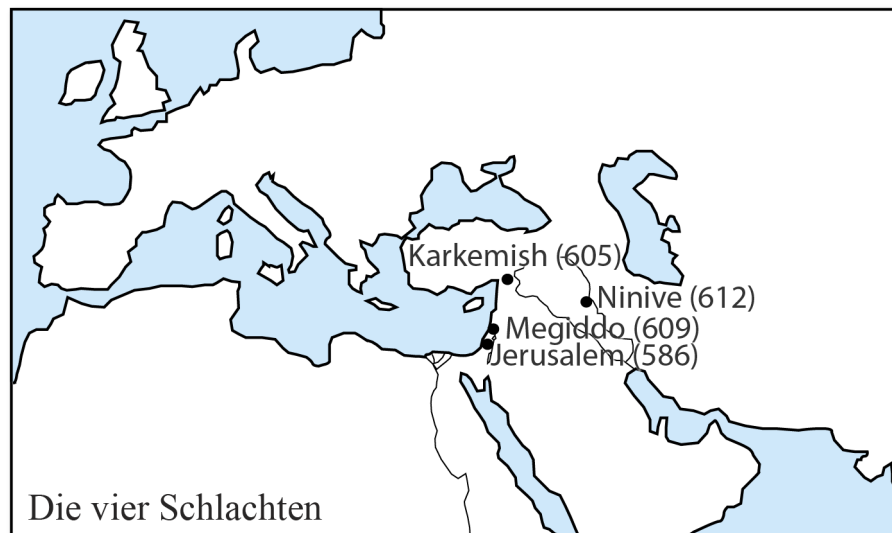 Karkemish (605)
Ninive (612)
Megiddo (609)
Jerusalem (586)
Die vier Schlachten